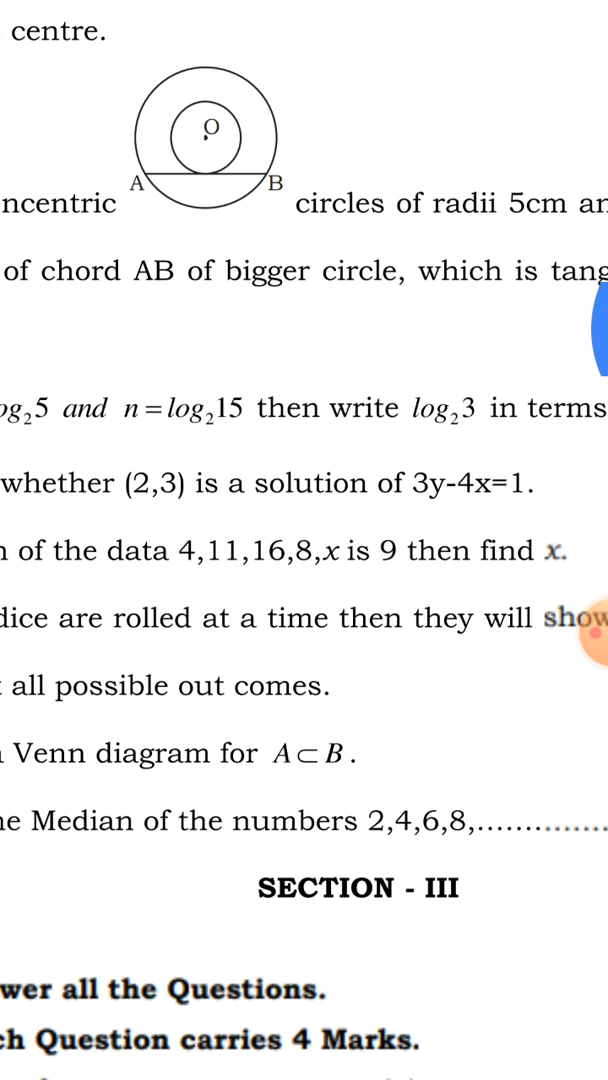 centre.
O
A B
ncentric circles of radii 5cm an
of chord AB of bigger circle, which is tang
og₂5 and n=log₂15 then write log₂3 in terms
whether (2,3) is a solution of 3y-4x=1.
n of the data 4,11,16,8,x is 9 then find x.
dice are rolled at a time then they will show
all possible out comes.
Venn diagram for A⊂B.
he Median of the numbers 2,4,6,8,...............
SECTION - III
wer all the Questions.
ch Question carries 4 Marks.